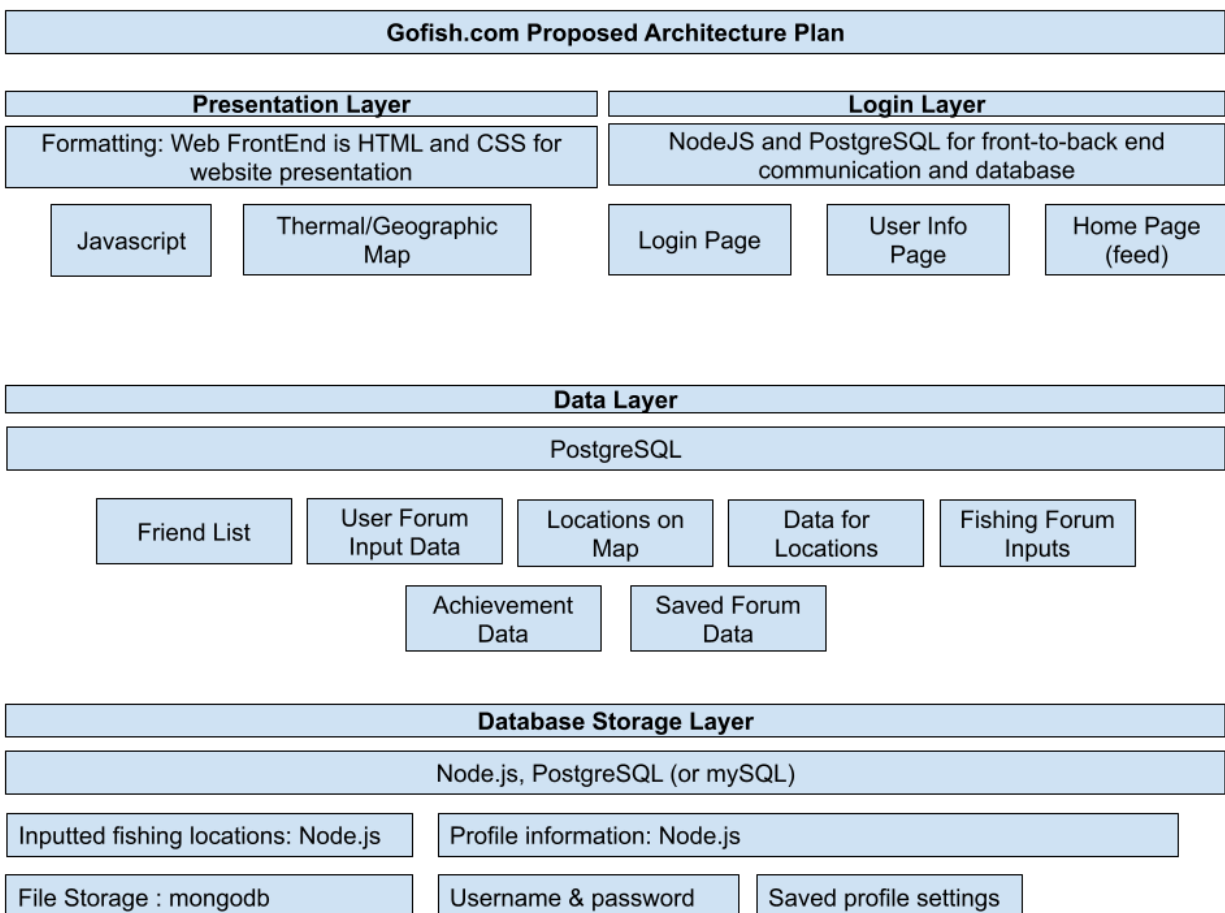 Gofish.com Proposed Architecture Plan
Presentation Layer
Login Layer
Formatting: Web FrontEnd is HTML and CSS for
website presentation
NodeJS and PostgreSQL for front-to-back end
communication and database
Javascript
Thermal/Geographic
Map
Login Page
User Info
Page
Home Page
(feed)
Data Layer
PostgreSQL
Friend List
User Forum
Input Data
Locations on
Map
Data for
Locations
Fishing Forum
Inputs
Achievement
Data
Saved Forum
Data
Database Storage Layer
Node.js, PostgreSQL (or mySQL)
Inputted fishing locations: Node.js
Profile information: Node.js
File Storage : mongodb
Username & password
Saved profile settings